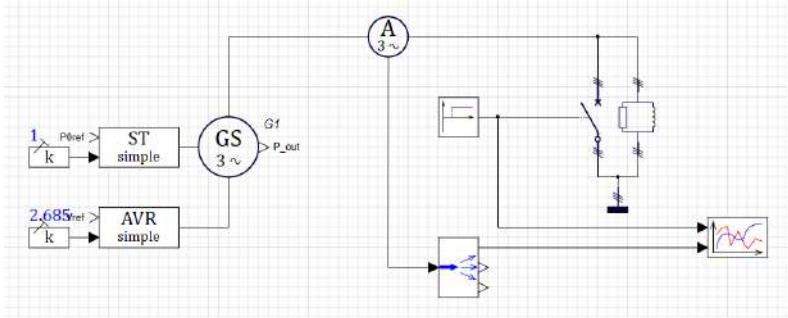 A
3 ~
G1
1
P0ref
ST
simple
k
GS
3 ~
P_out
2.685
ref
AVR
simple
k